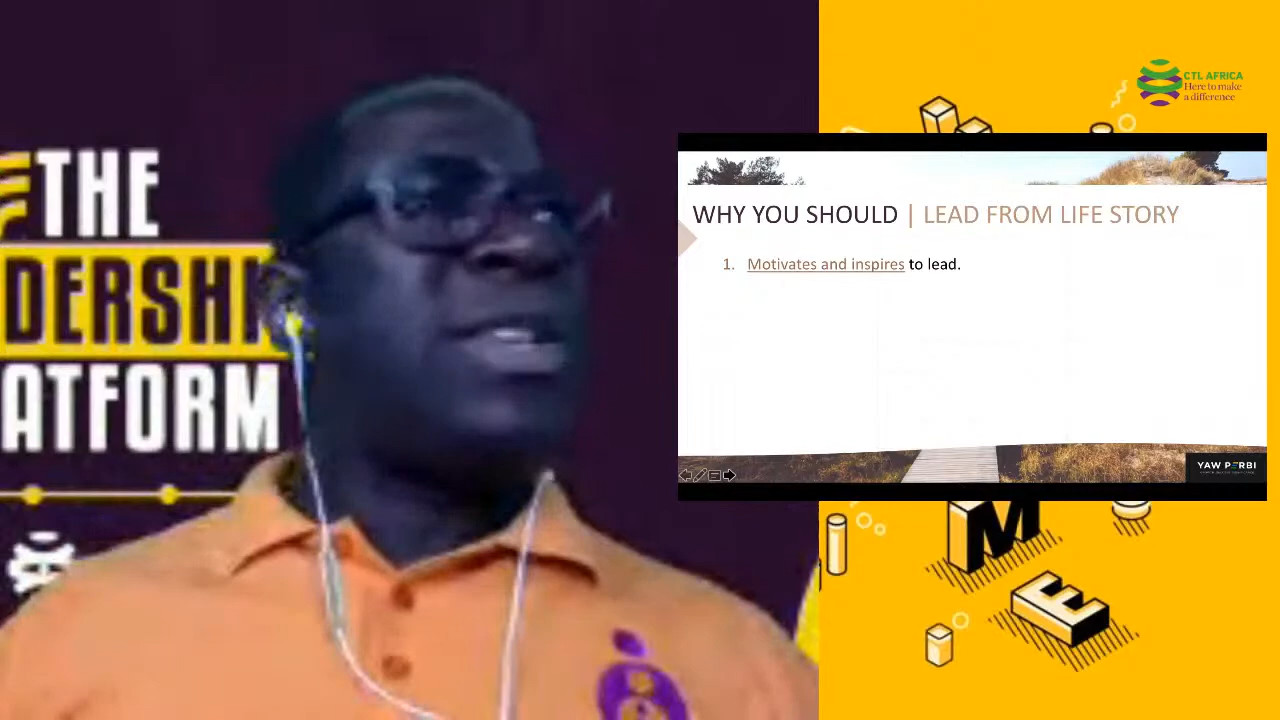 THE
DERSHI
ATFORM
CTL AFRICA
Here to make
a difference
WHY YOU SHOULD | LEAD FROM LIFE STORY
1. Motivates and inspires to lead.
YAW PERBI
M
E